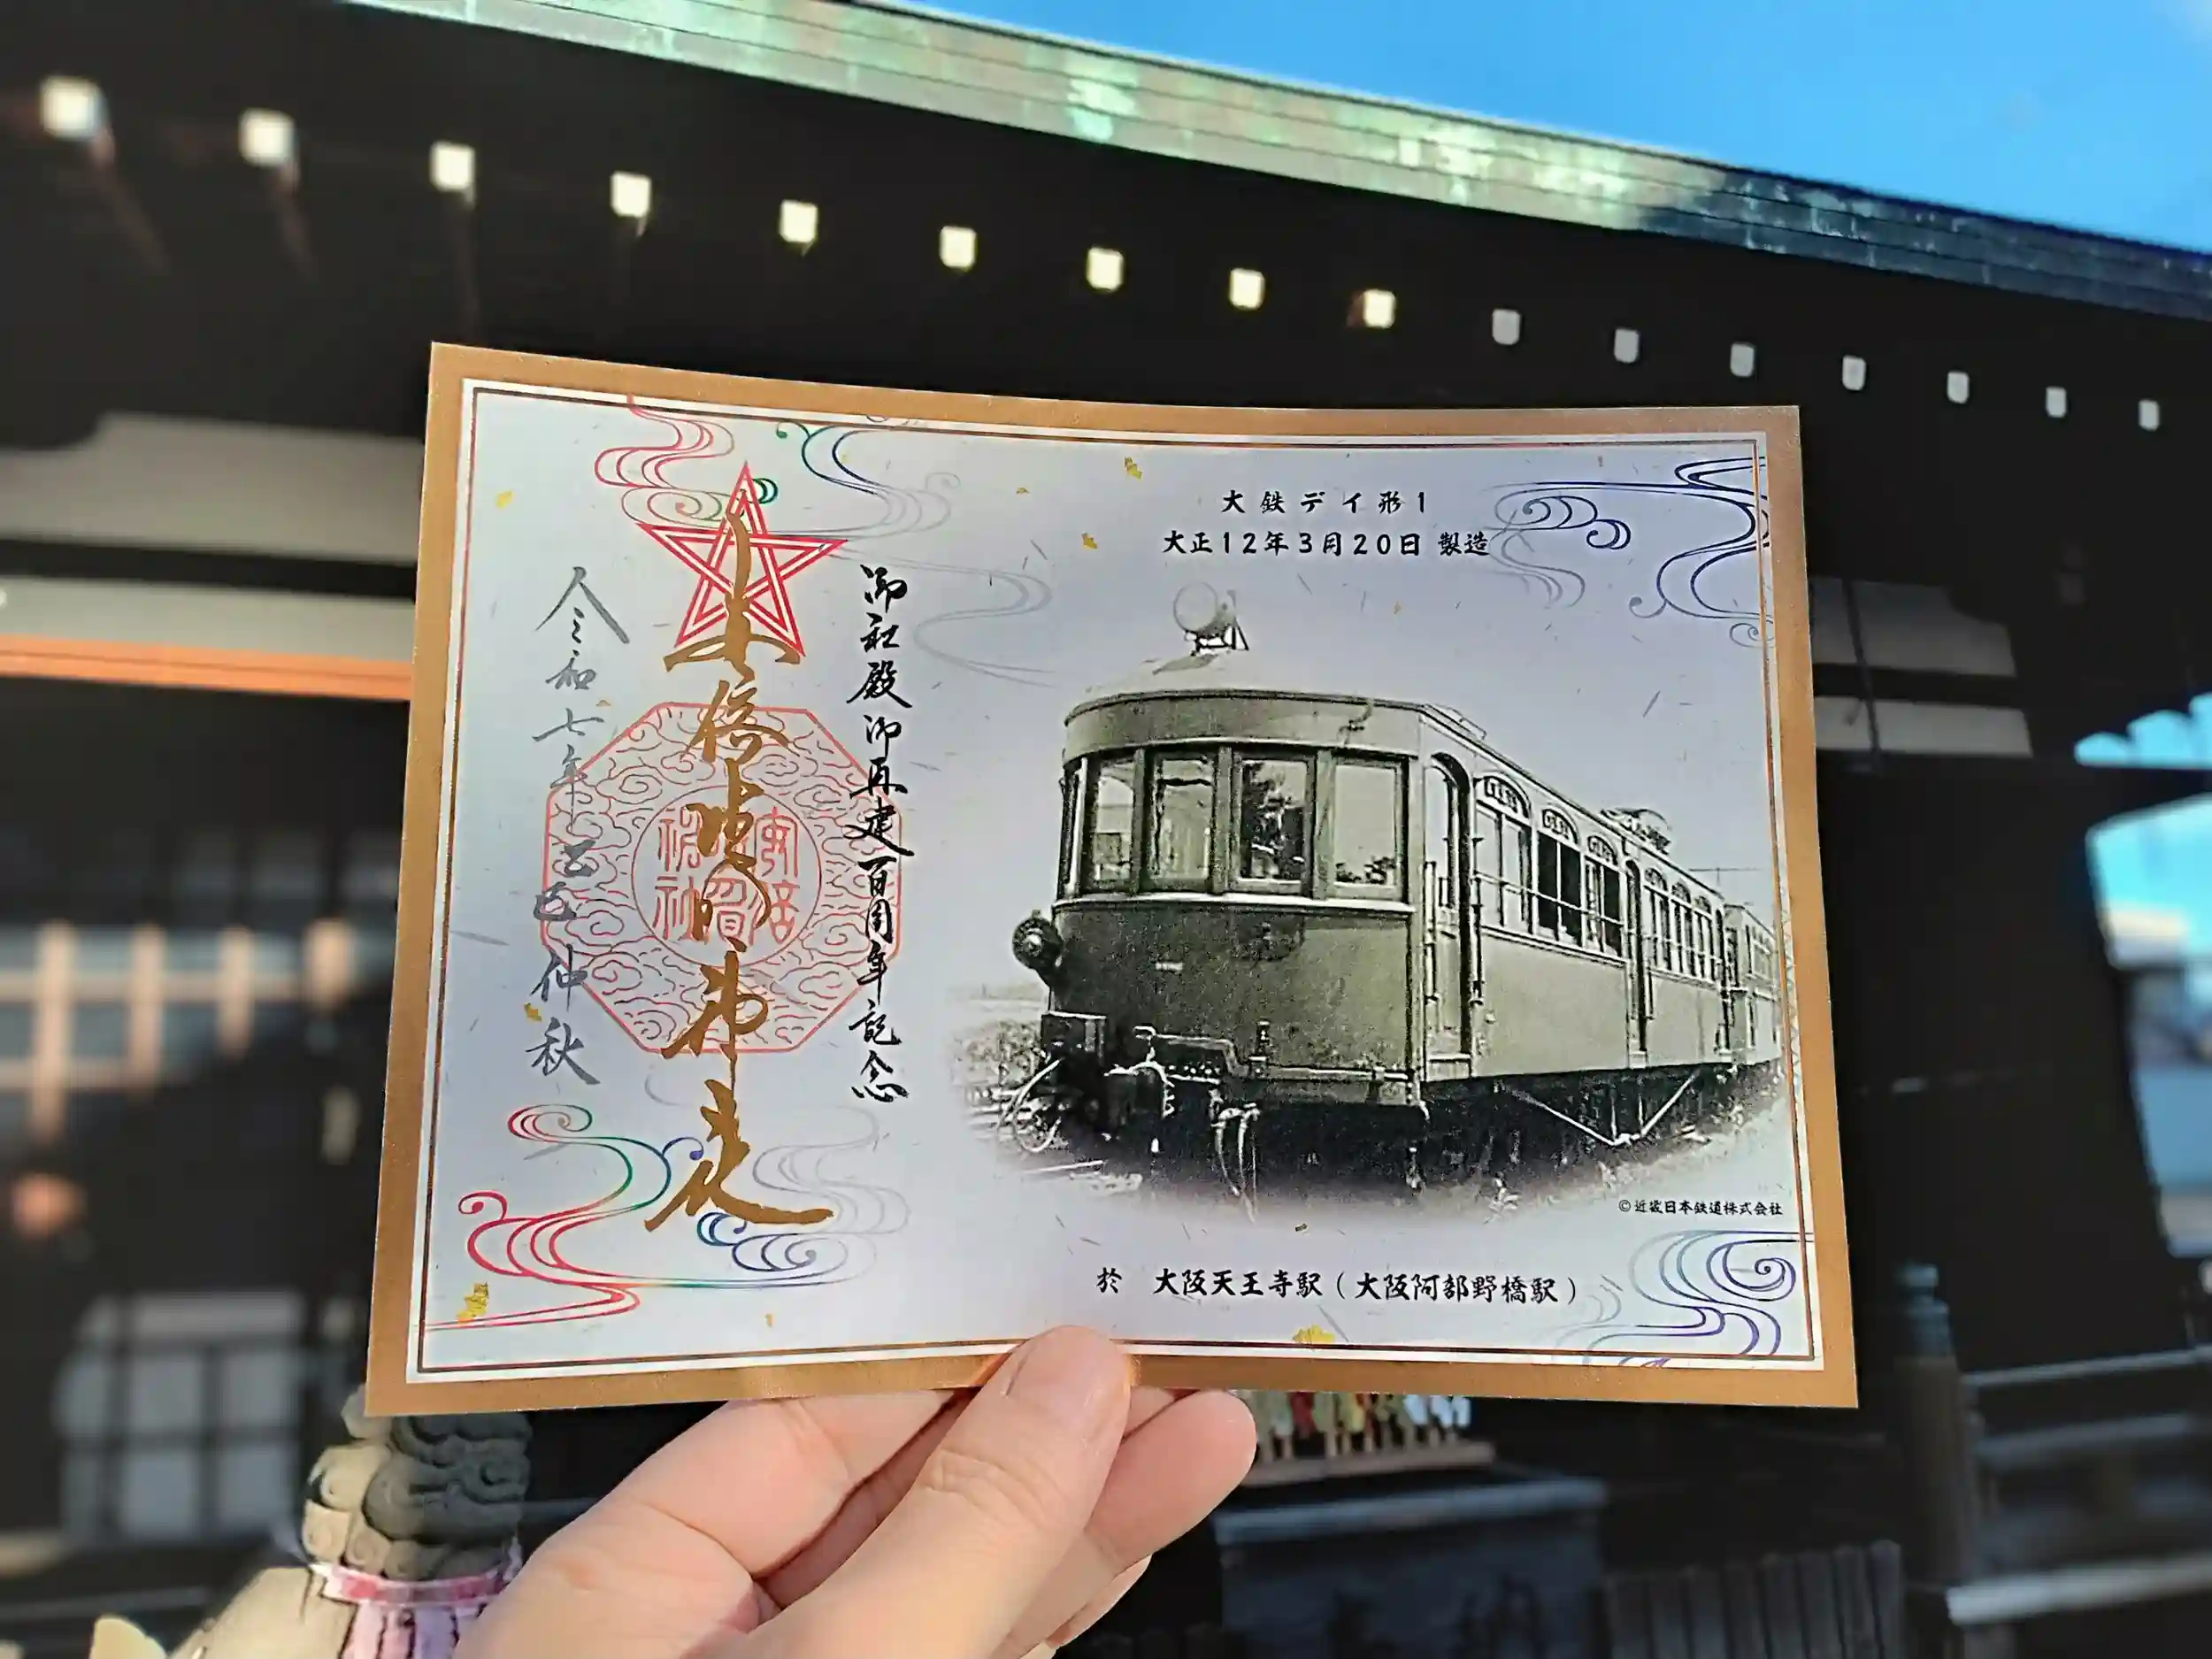 大鉄デイ形1
大正12年3月20日 製造
御社殿御再建百周年記念
安倍晴明神社
令和七年乙巳仲秋
©近畿日本鉄道株式会社
於 大阪天王寺駅(大阪阿部野橋駅)